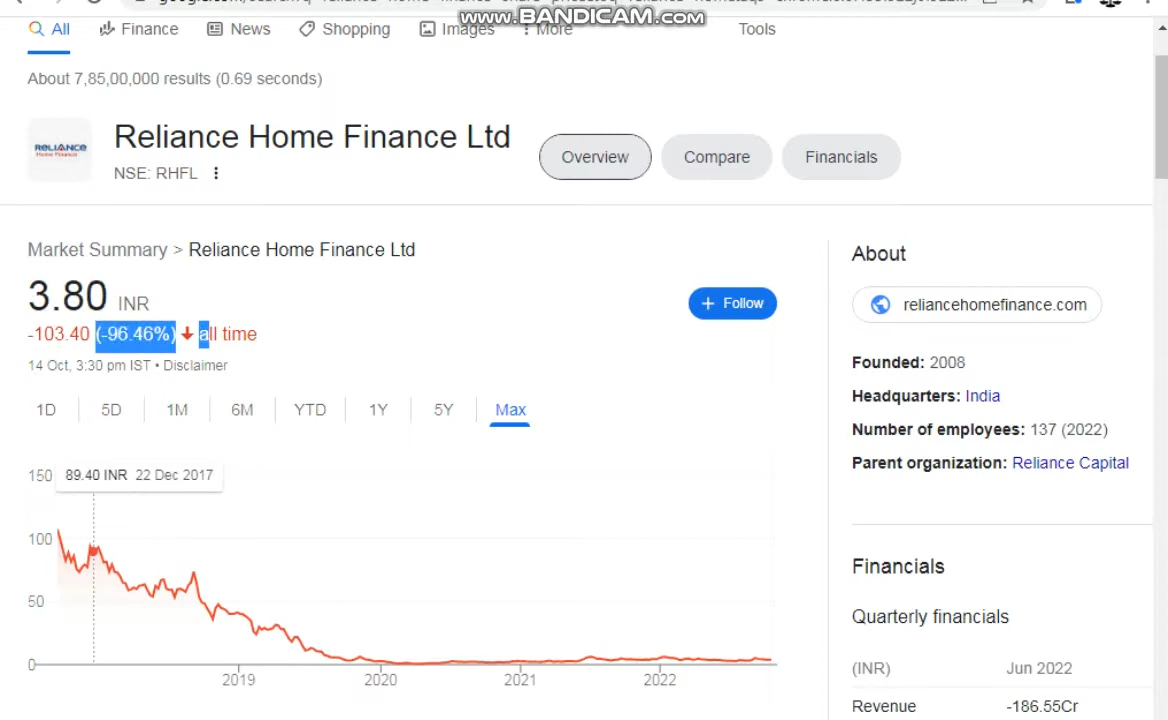 www.BANDICAM.com
All
Finance
News
Shopping
Images
More
Tools
About 7,85,00,000 results (0.69 seconds)
RELIANCE
Home Finance
Reliance Home Finance Ltd
NSE: RHFL
Overview
Compare
Financials
Market Summary > Reliance Home Finance Ltd
3.80 INR
-103.40 (-96.46%) all time
14 Oct, 3:30 pm IST • Disclaimer
+ Follow
1D 5D 1M 6M YTD 1Y 5Y Max
150
89.40 INR 22 Dec 2017
100
50
0
2019 2020 2021 2022
About
reliancehomefinance.com
Founded: 2008
Headquarters: India
Number of employees: 137 (2022)
Parent organization: Reliance Capital
Financials
Quarterly financials
(INR) Jun 2022
Revenue -186.55Cr